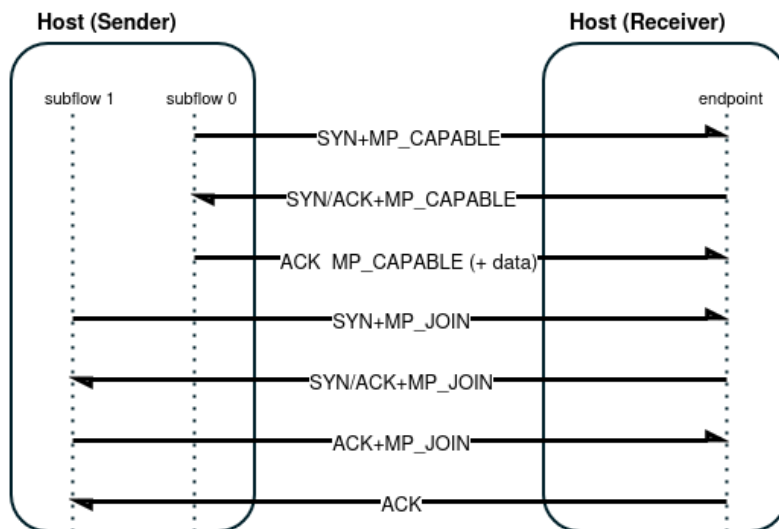 Host (Sender)
Host (Receiver)
subflow 1
subflow 0
endpoint
SYN+MP_CAPABLE
SYN/ACK+MP_CAPABLE
ACK MP_CAPABLE (+ data)
SYN+MP_JOIN
SYN/ACK+MP_JOIN
ACK+MP_JOIN
ACK